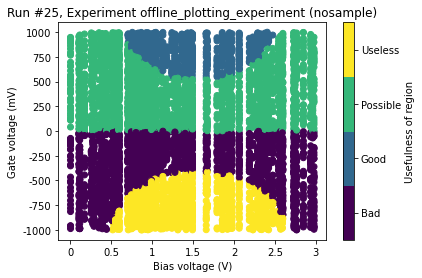 Run #25, Experiment offline_plotting_experiment (nosample)
Gate voltage (mV)
1000
750
500
250
0
-250
-500
-750
-1000
0
0.5
1
1.5
2
2.5
3
Bias voltage (V)
Useless
Possible
Good
Bad
Usefulness of region